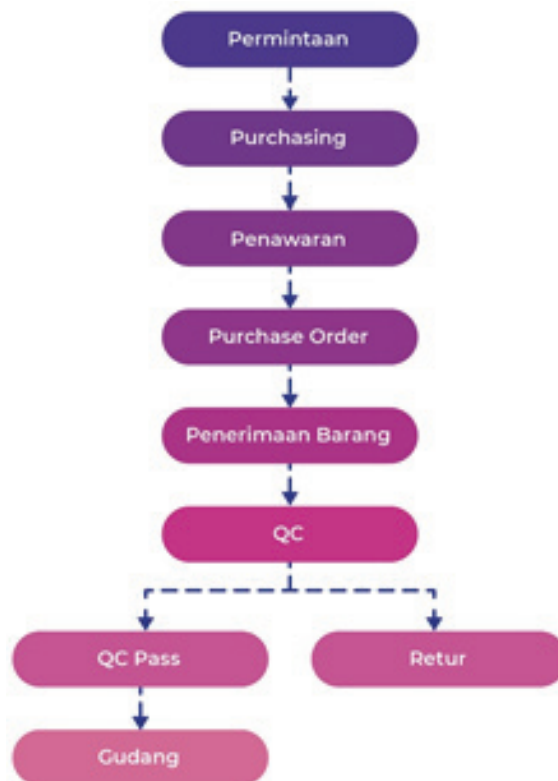 Permintaan
Purchasing
Penawaran
Purchase Order
Penerimaan Barang
QC
QC Pass
Retur
Gudang